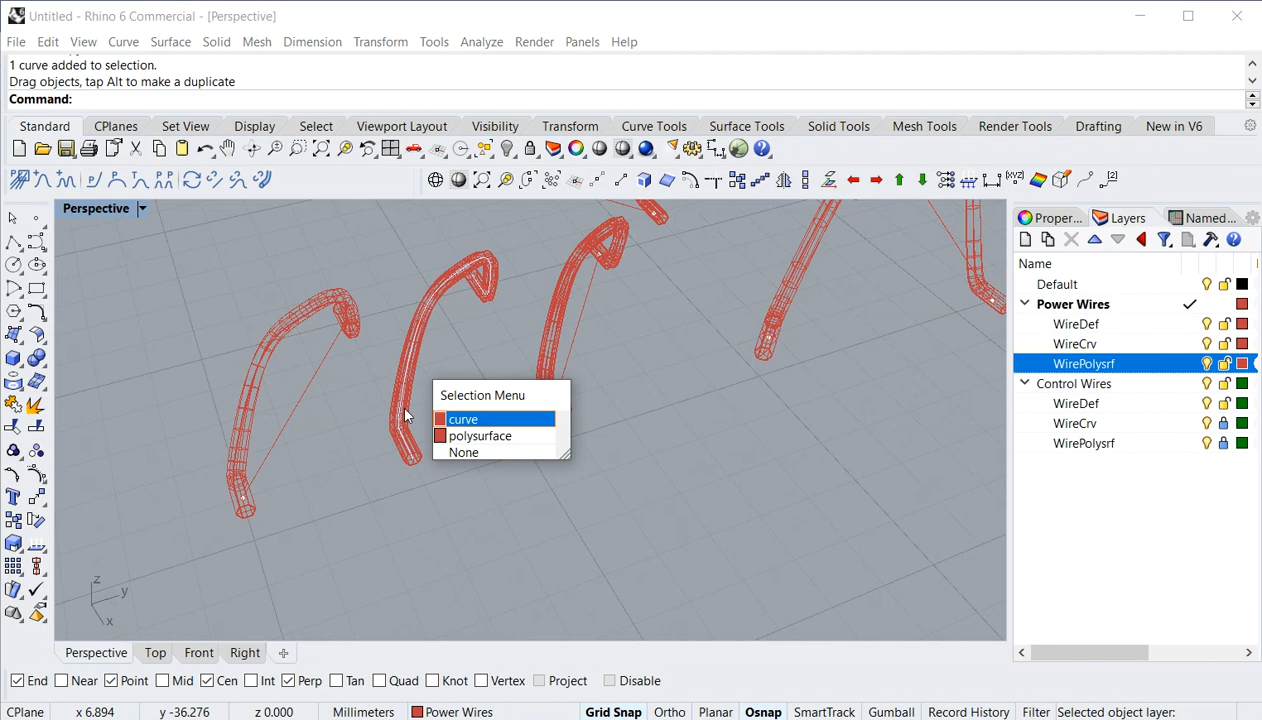 Untitled - Rhino 6 Commercial - [Perspective]
File Edit View Curve Surface Solid Mesh Dimension Transform Tools Analyze Render Panels Help
1 curve added to selection.
Drag objects, tap Alt to make a duplicate
Command:
Standard CPlanes Set View Display Select Viewport Layout Visibility Transform Curve Tools Surface Tools Solid Tools Mesh Tools Render Tools Drafting New in V6
Perspective
Proper... Layers Named...
Name
Default
Power Wires
WireDef
WireCrv
WirePolysrf
Control Wires
WireDef
WireCrv
WirePolysrf
Selection Menu
curve
polysurface
None
z
y
x
Perspective Top Front Right
End Near Point Mid Cen Int Perp Tan Quad Knot Vertex Project Disable
CPlane x 6.894 y -36.276 z 0.000 Millimeters Power Wires Grid Snap Ortho Planar Osnap SmartTrack Gumball Record History Filter Selected object layer: